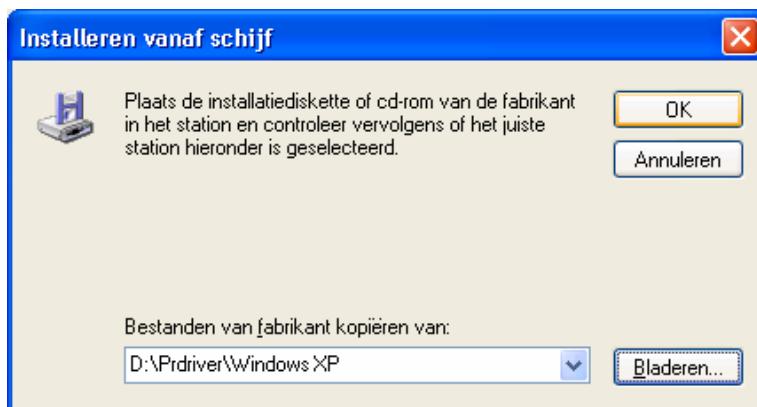 Installeren vanaf schijf
Plaats de installatiediskette of cd-rom van de fabrikant
in het station en controleer vervolgens of het juiste
station hieronder is geselecteerd.
OK
Annuleren
Bestanden van fabrikant kopiëren van:
D:\Prdriver\Windows XP
Bladeren...